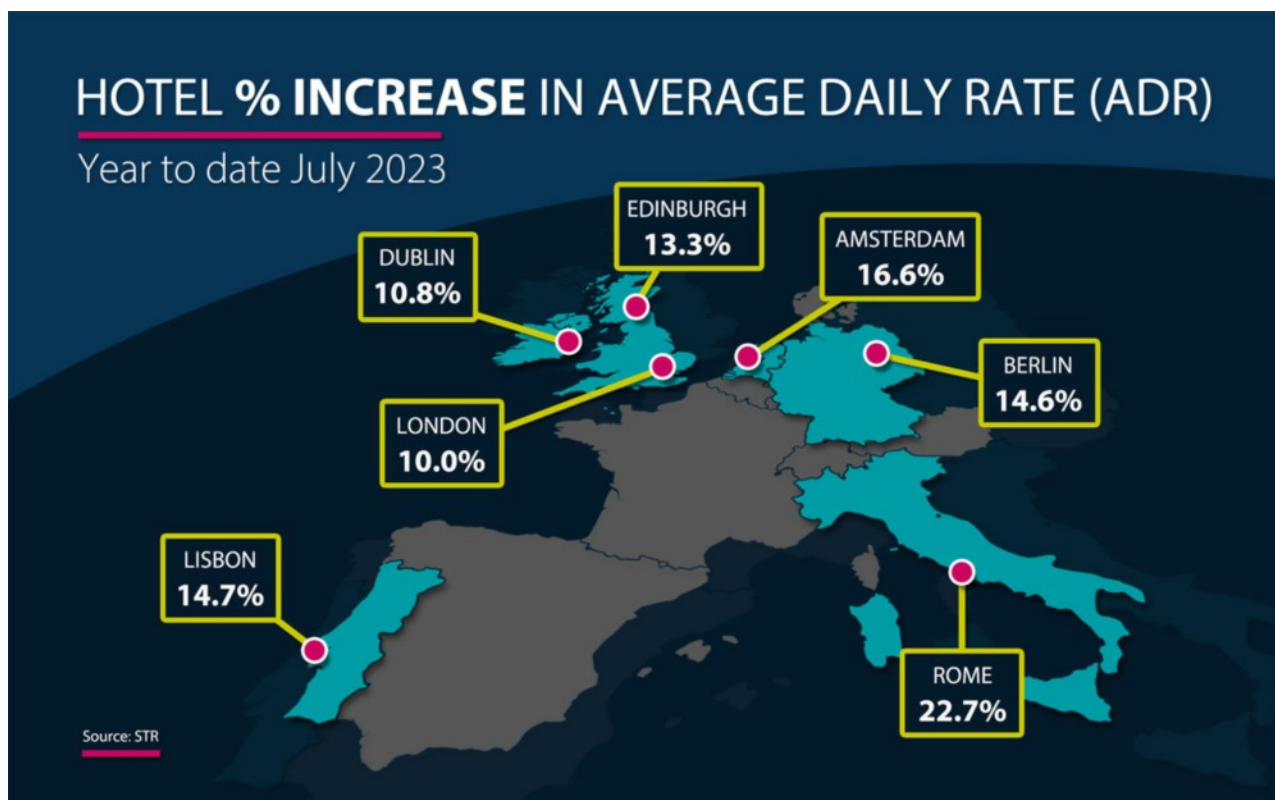 HOTEL % INCREASE IN AVERAGE DAILY RATE (ADR)
Year to date July 2023
EDINBURGH
13.3%
DUBLIN
10.8%
AMSTERDAM
16.6%
BERLIN
14.6%
LONDON
10.0%
LISBON
14.7%
ROME
22.7%
Source: STR